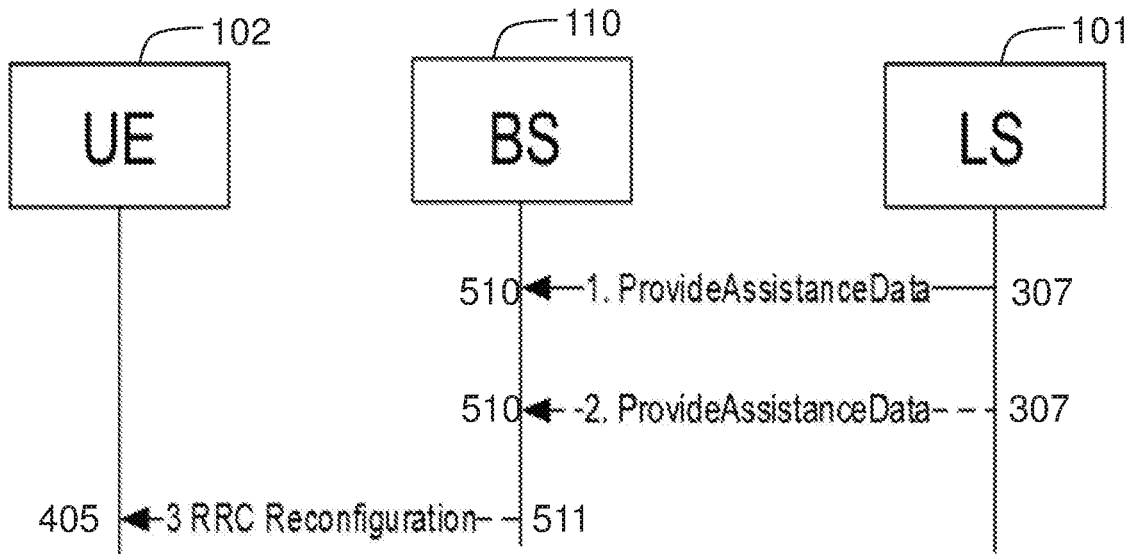 102
110
101
UE
BS
LS
510 1. ProvideAssistanceData 307
510 2. ProvideAssistanceData 307
405 3 RRC Reconfiguration 511